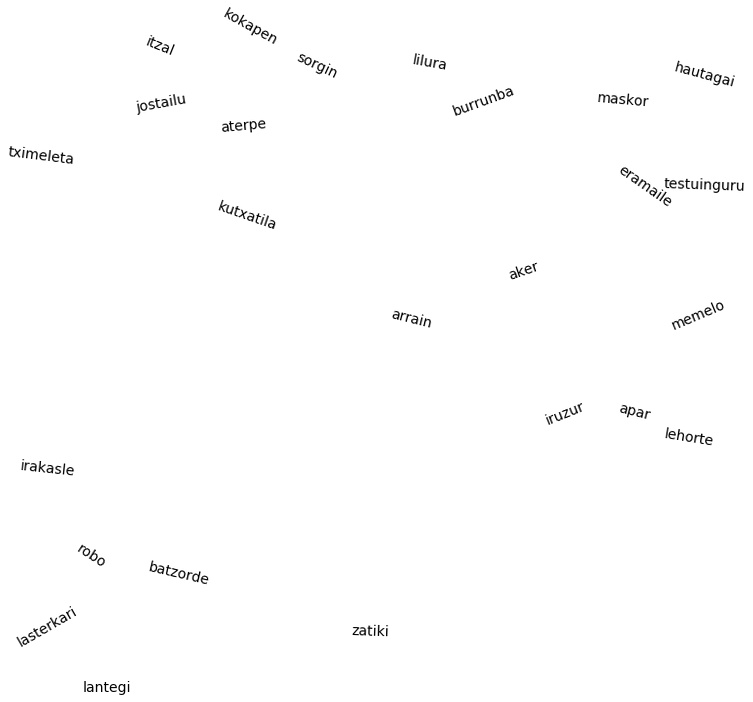 kokapen
itzal
sorgin
lilura
hautagai
burrunba
maskor
jostailu
aterpe
tximeleta
eramaile
testuinguru
kutxatila
aker
arrain
memelo
iruzur
apar
lehorte
irakasle
robo
batzorde
lasterkari
zatiki
lantegi